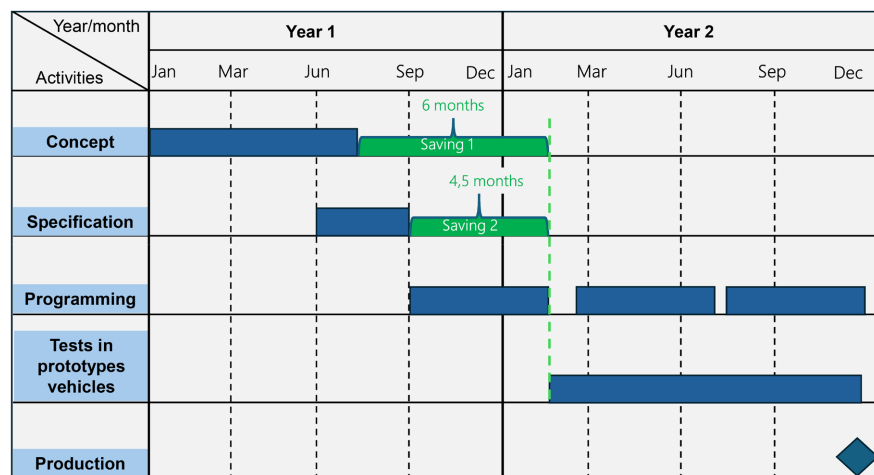 Year/month
Year 1
Year 2
Activities
Jan Mar Jun Sep Dec Jan Mar Jun Sep Dec
6 months
Concept
Saving 1
4,5 months
Specification
Saving 2
Programming
Tests in
prototypes
vehicles
Production